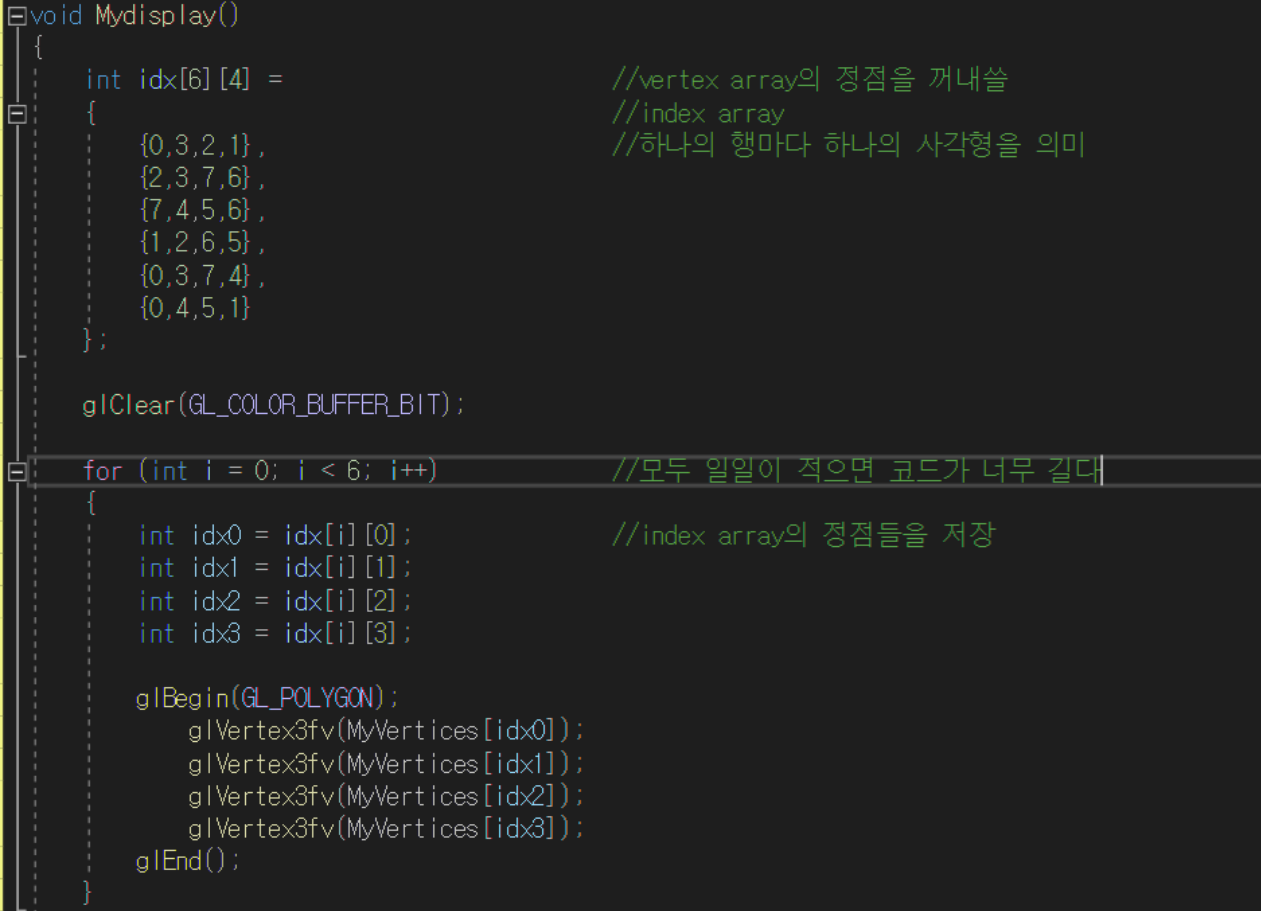 void Mydisplay()
{
int idx[6][4] = //vertex array의 정점을 꺼내쓸
{ //index array
{0,3,2,1}, //하나의 행마다 하나의 사각형을 의미
{2,3,7,6},
{7,4,5,6},
{1,2,6,5},
{0,3,7,4},
{0,4,5,1}
};
glClear(GL_COLOR_BUFFER_BIT);
for (int i = 0; i < 6; i++) //모두 일일이 적으면 코드가 너무 길다
{
int idx0 = idx[i][0]; //index array의 정점들을 저장
int idx1 = idx[i][1];
int idx2 = idx[i][2];
int idx3 = idx[i][3];
glBegin(GL_POLYGON);
glVertex3fv(MyVertices[idx0]);
glVertex3fv(MyVertices[idx1]);
glVertex3fv(MyVertices[idx2]);
glVertex3fv(MyVertices[idx3]);
glEnd();
}